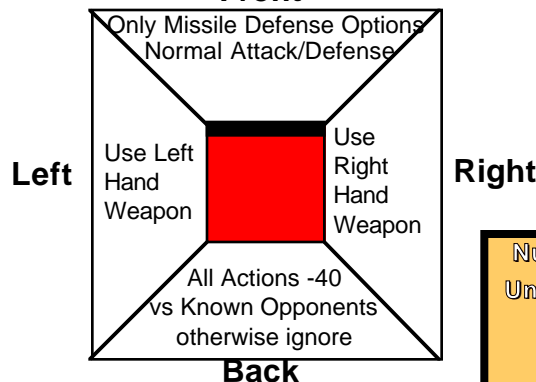 Only Missile Defense Options
Normal Attack/Defense
Left
Use Left
Hand
Weapon
Use
Right
Hand
Weapon
Right
All Actions -40
vs Known Opponents
otherwise ignore
Back